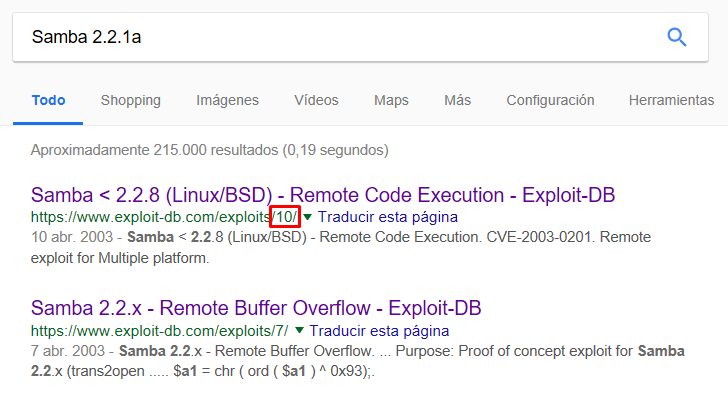 Samba 2.2.1a
Todo Shopping Imágenes Vídeos Maps Más Configuración Herramientas
Aproximadamente 215.000 resultados (0,19 segundos)
Samba < 2.2.8 (Linux/BSD) - Remote Code Execution - Exploit-DB
https://www.exploit-db.com/exploits/10/ Traducir esta página
10 abr. 2003 - Samba < 2.2.8 (Linux/BSD) - Remote Code Execution. CVE-2003-0201. Remote
exploit for Multiple platform.
Samba 2.2.x - Remote Buffer Overflow - Exploit-DB
https://www.exploit-db.com/exploits/7/ Traducir esta página
7 abr. 2003 - Samba 2.2.x - Remote Buffer Overflow. ... Purpose: Proof of concept exploit for Samba
2.2.x (trans2open ..... $a1 = chr ( ord ( $a1 ) ^ 0x93);.